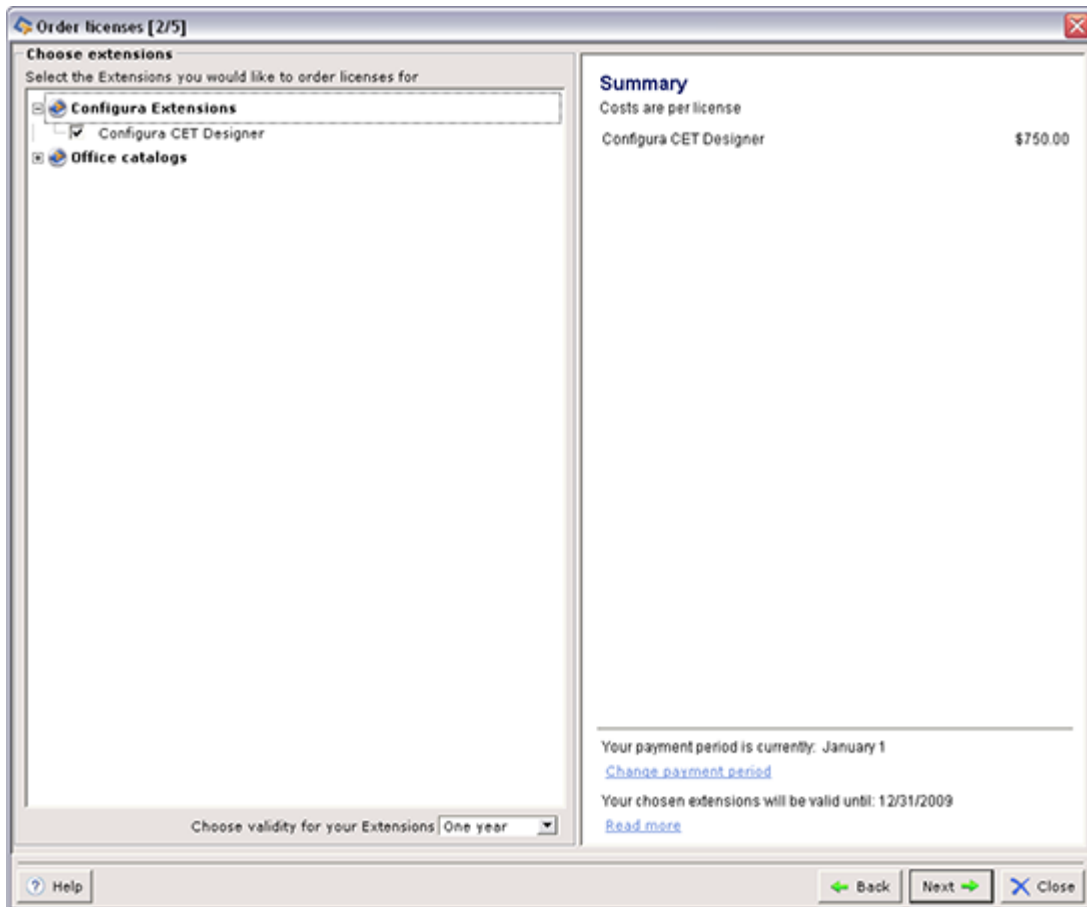 Order licenses [2/5]
Choose extensions
Select the Extensions you would like to order licenses for
Configura Extensions
Configura CET Designer
Office catalogs
Choose validity for your Extensions One year
Summary
Costs are per license
Configura CET Designer $750.00
Your payment period is currently: January 1
Change payment period
Your chosen extensions will be valid until: 12/31/2009
Read more
Help
Back
Next
Close